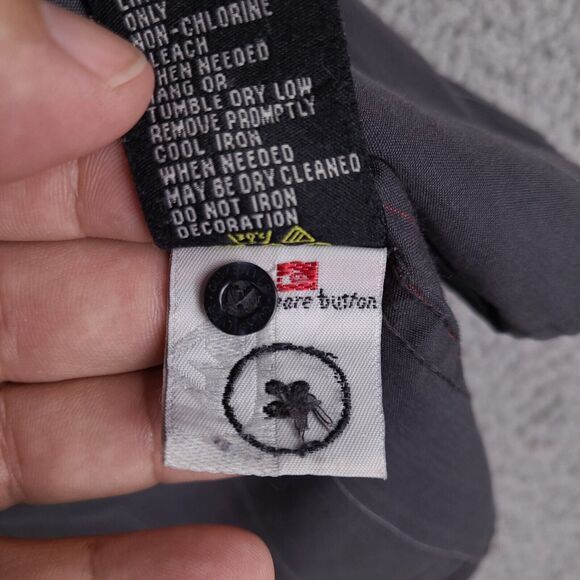 ONLY
NON-CHLORINE
BLEACH
WHEN NEEDED
HANG OR
TUMBLE DRY LOW
REMOVE PROMPTLY
COOL IRON
WHEN NEEDED
MAY BE DRY CLEANED
DO NOT IRON
DECORATION
button